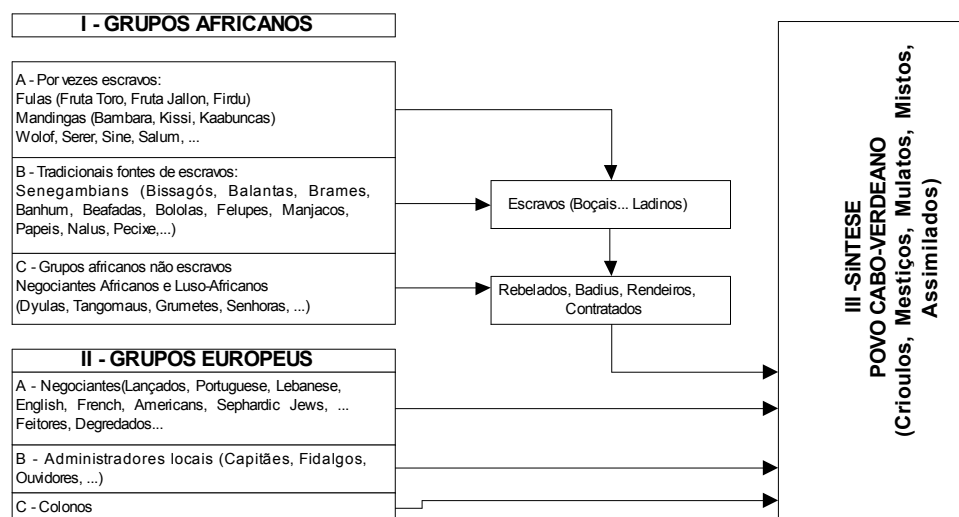 I - GRUPOS AFRICANOS
A - Por vezes escravos:
Fulas (Fruta Toro, Fruta Jallon, Firdu)
Mandingas (Bambara, Kissi, Kaabuncas)
Wolof, Serer, Sine, Salum, ...
B - Tradicionais fontes de escravos:
Senegambians (Bissagós, Balantas, Brames,
Banhum, Beafadas, Bololas, Felupes, Manjacos,
Papeis, Nalus, Pecixe,...)
C - Grupos africanos não escravos
Negociantes Africanos e Luso-Africanos
(Dyulas, Tangomaus, Grumetes, Senhoras, ...)
Escravos (Boçais... Ladinos)
Rebelados, Badius, Rendeiros,
Contratados
II - GRUPOS EUROPEUS
A - Negociantes(Lançados, Portuguese, Lebanese,
English, French, Americans, Sephardic Jews, ...
Feitores, Degredados...
B - Administradores locais (Capitães, Fidalgos,
Ouvidores, ...)
C - Colonos
III -SíNTESE
POVO CABO-VERDEANO
(Crioulos, Mestiços, Mulatos, Mistos,
Assimilados)